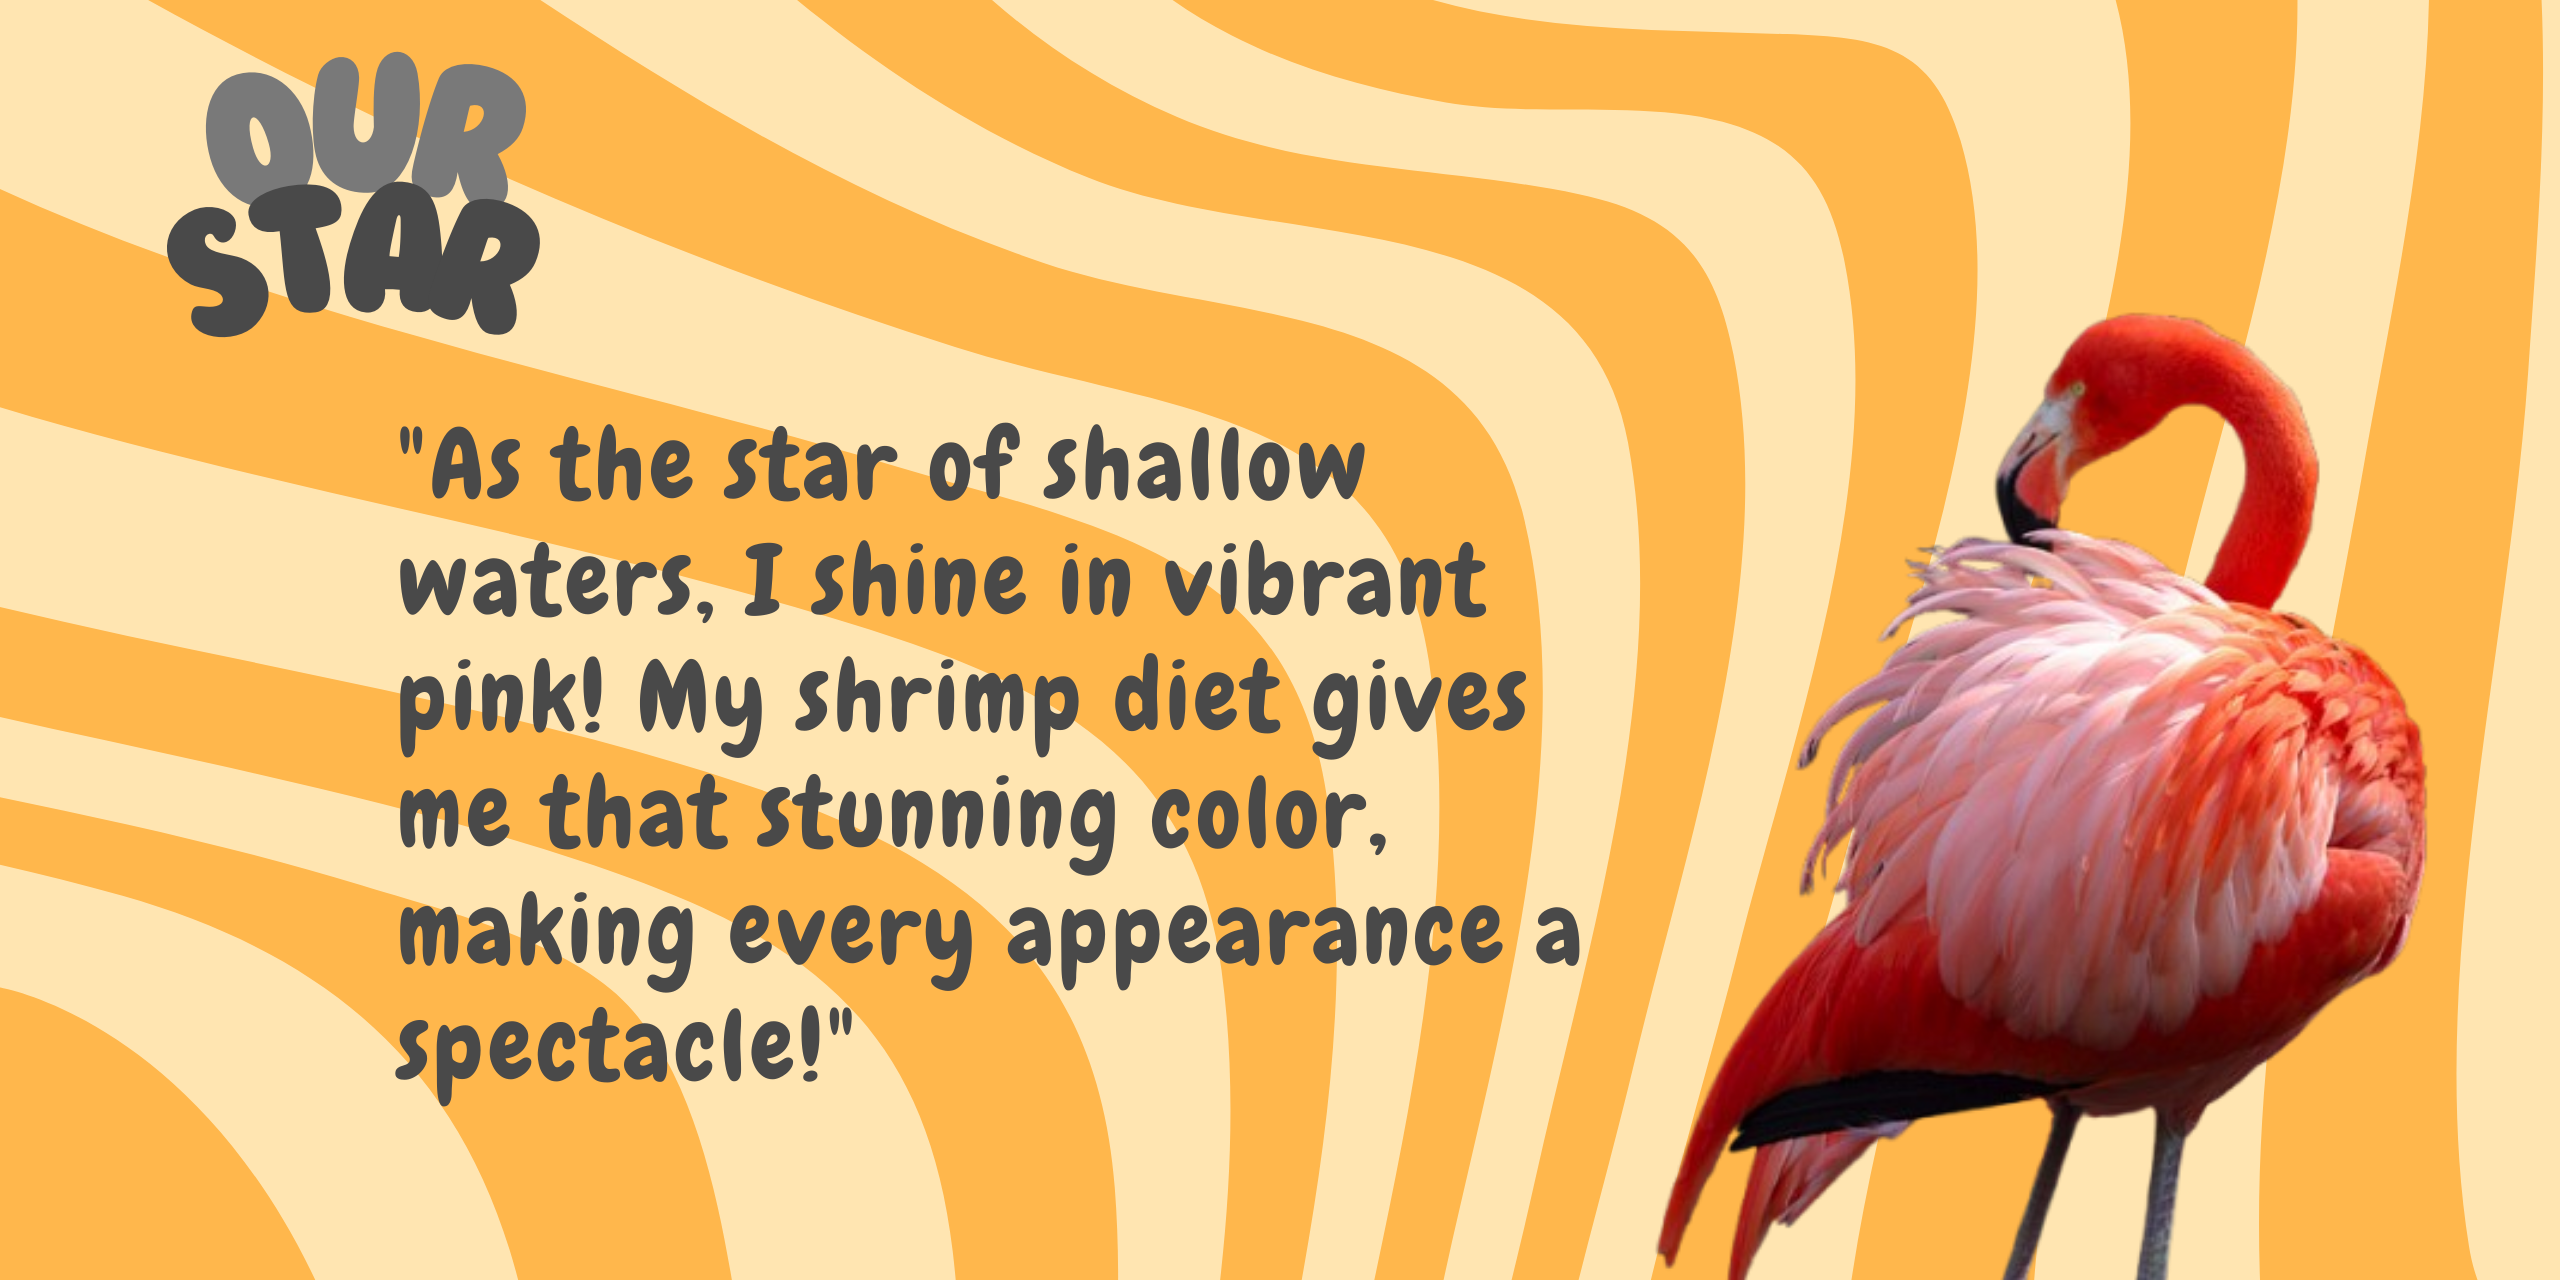 OUR
STAR
"As the star of shallow
waters, I shine in vibrant
pink! My shrimp diet gives
me that stunning color,
making every appearance a
spectacle!"